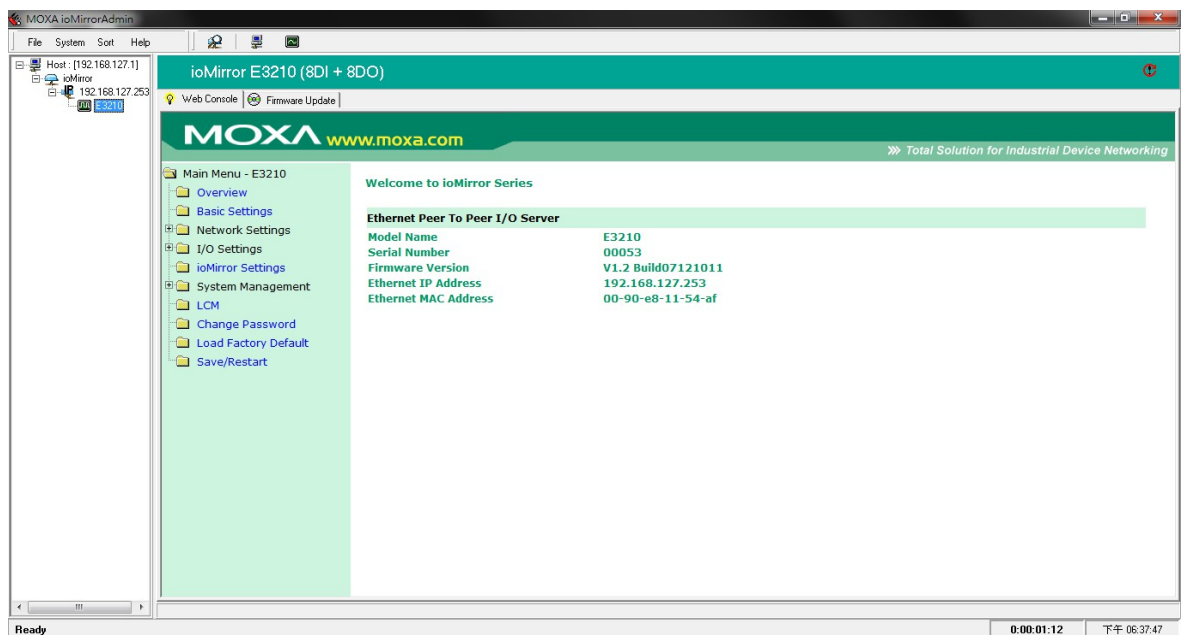 MOXA ioMirrorAdmin
File System Sort Help
Host : [192.168.127.1]
ioMirror
192.168.127.253
E3210
ioMirror E3210 (8DI + 8DO)
Web Console Firmware Update
MOXA www.moxa.com
Total Solution for Industrial Device Networking
Main Menu - E3210
Overview
Basic Settings
Network Settings
I/O Settings
ioMirror Settings
System Management
LCM
Change Password
Load Factory Default
Save/Restart
Welcome to ioMirror Series
Ethernet Peer To Peer I/O Server
Model Name E3210
Serial Number 00053
Firmware Version V1.2 Build07121011
Ethernet IP Address 192.168.127.253
Ethernet MAC Address 00-90-e8-11-54-af
Ready 0:00:01:12 下午 06:37:47